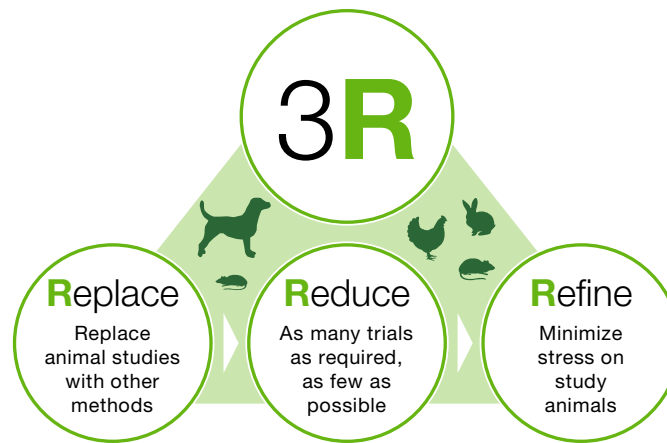 3R
Replace
Replace
animal studies
with other
methods
Reduce
As many trials
as required,
as few as
possible
Refine
Minimize
stress on
study
animals